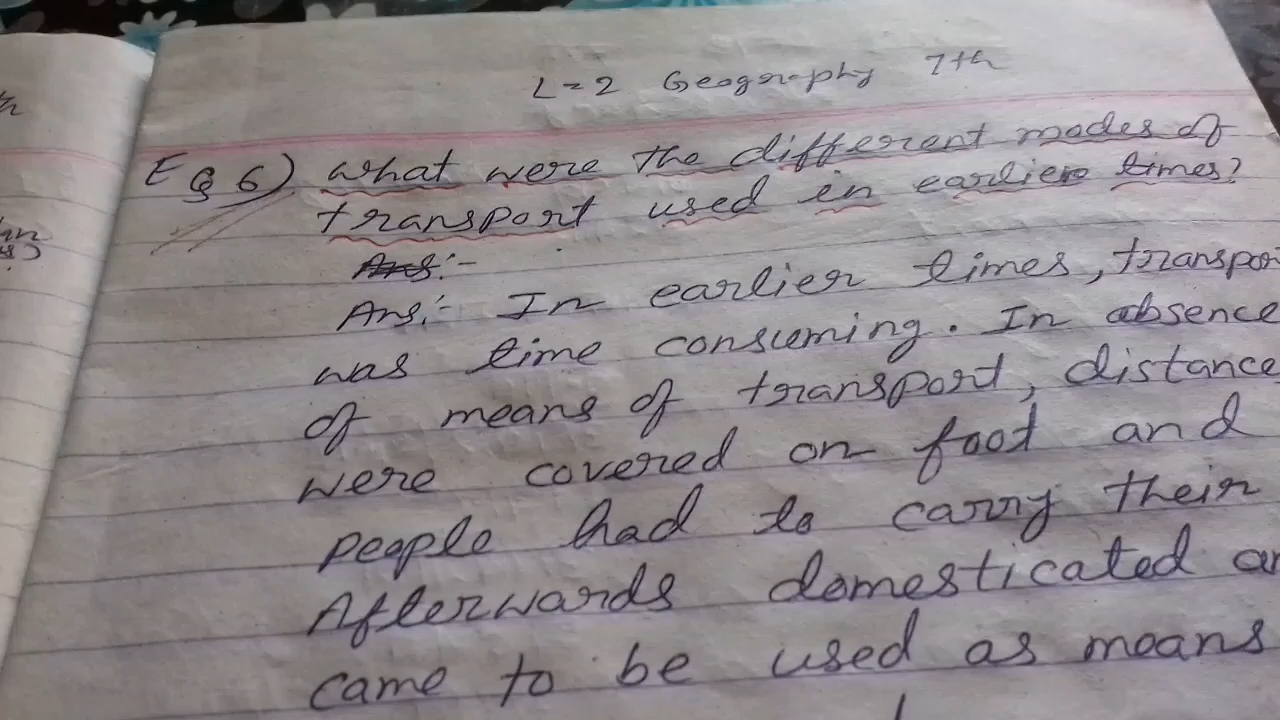 L=2 Geography 7th
E Q 6) What were the different modes of
transport used in earlier times?
Ans:-
Ans:- In earlier times, transpor
was time consuming. In absence
of means of transport, distance
were covered on foot and
people had to carry their
Afterwards domesticated an
came to be used as means